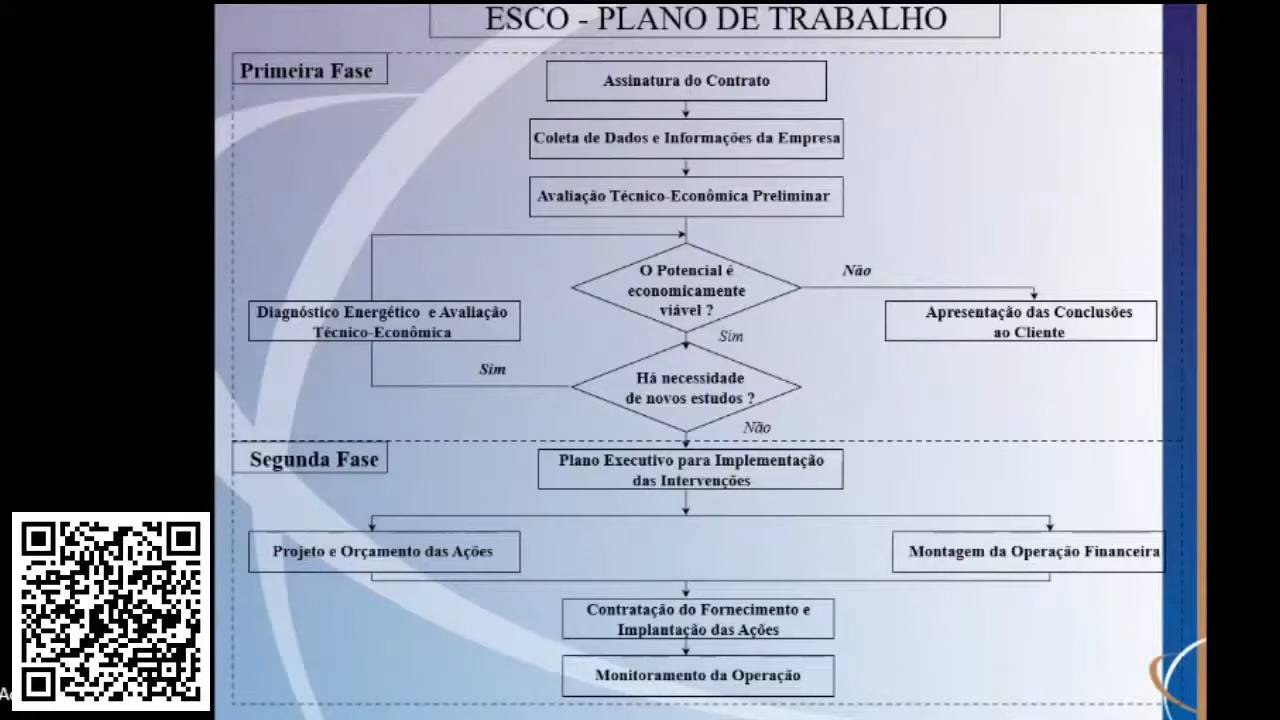 ESCO - PLANO DE TRABALHO
Primeira Fase
Assinatura do Contrato
Coleta de Dados e Informações da Empresa
Avaliação Técnico-Econômica Preliminar
O Potencial é
economicamente
viável ?
Não
Diagnóstico Energético e Avaliação
Técnico-Econômica
Apresentação das Conclusões
ao Cliente
Sim
Sim
Há necessidade
de novos estudos ?
Não
Segunda Fase
Plano Executivo para Implementação
das Intervenções
Projeto e Orçamento das Ações
Montagem da Operação Financeira
Contratação do Fornecimento e
Implantação das Ações
Monitoramento da Operação